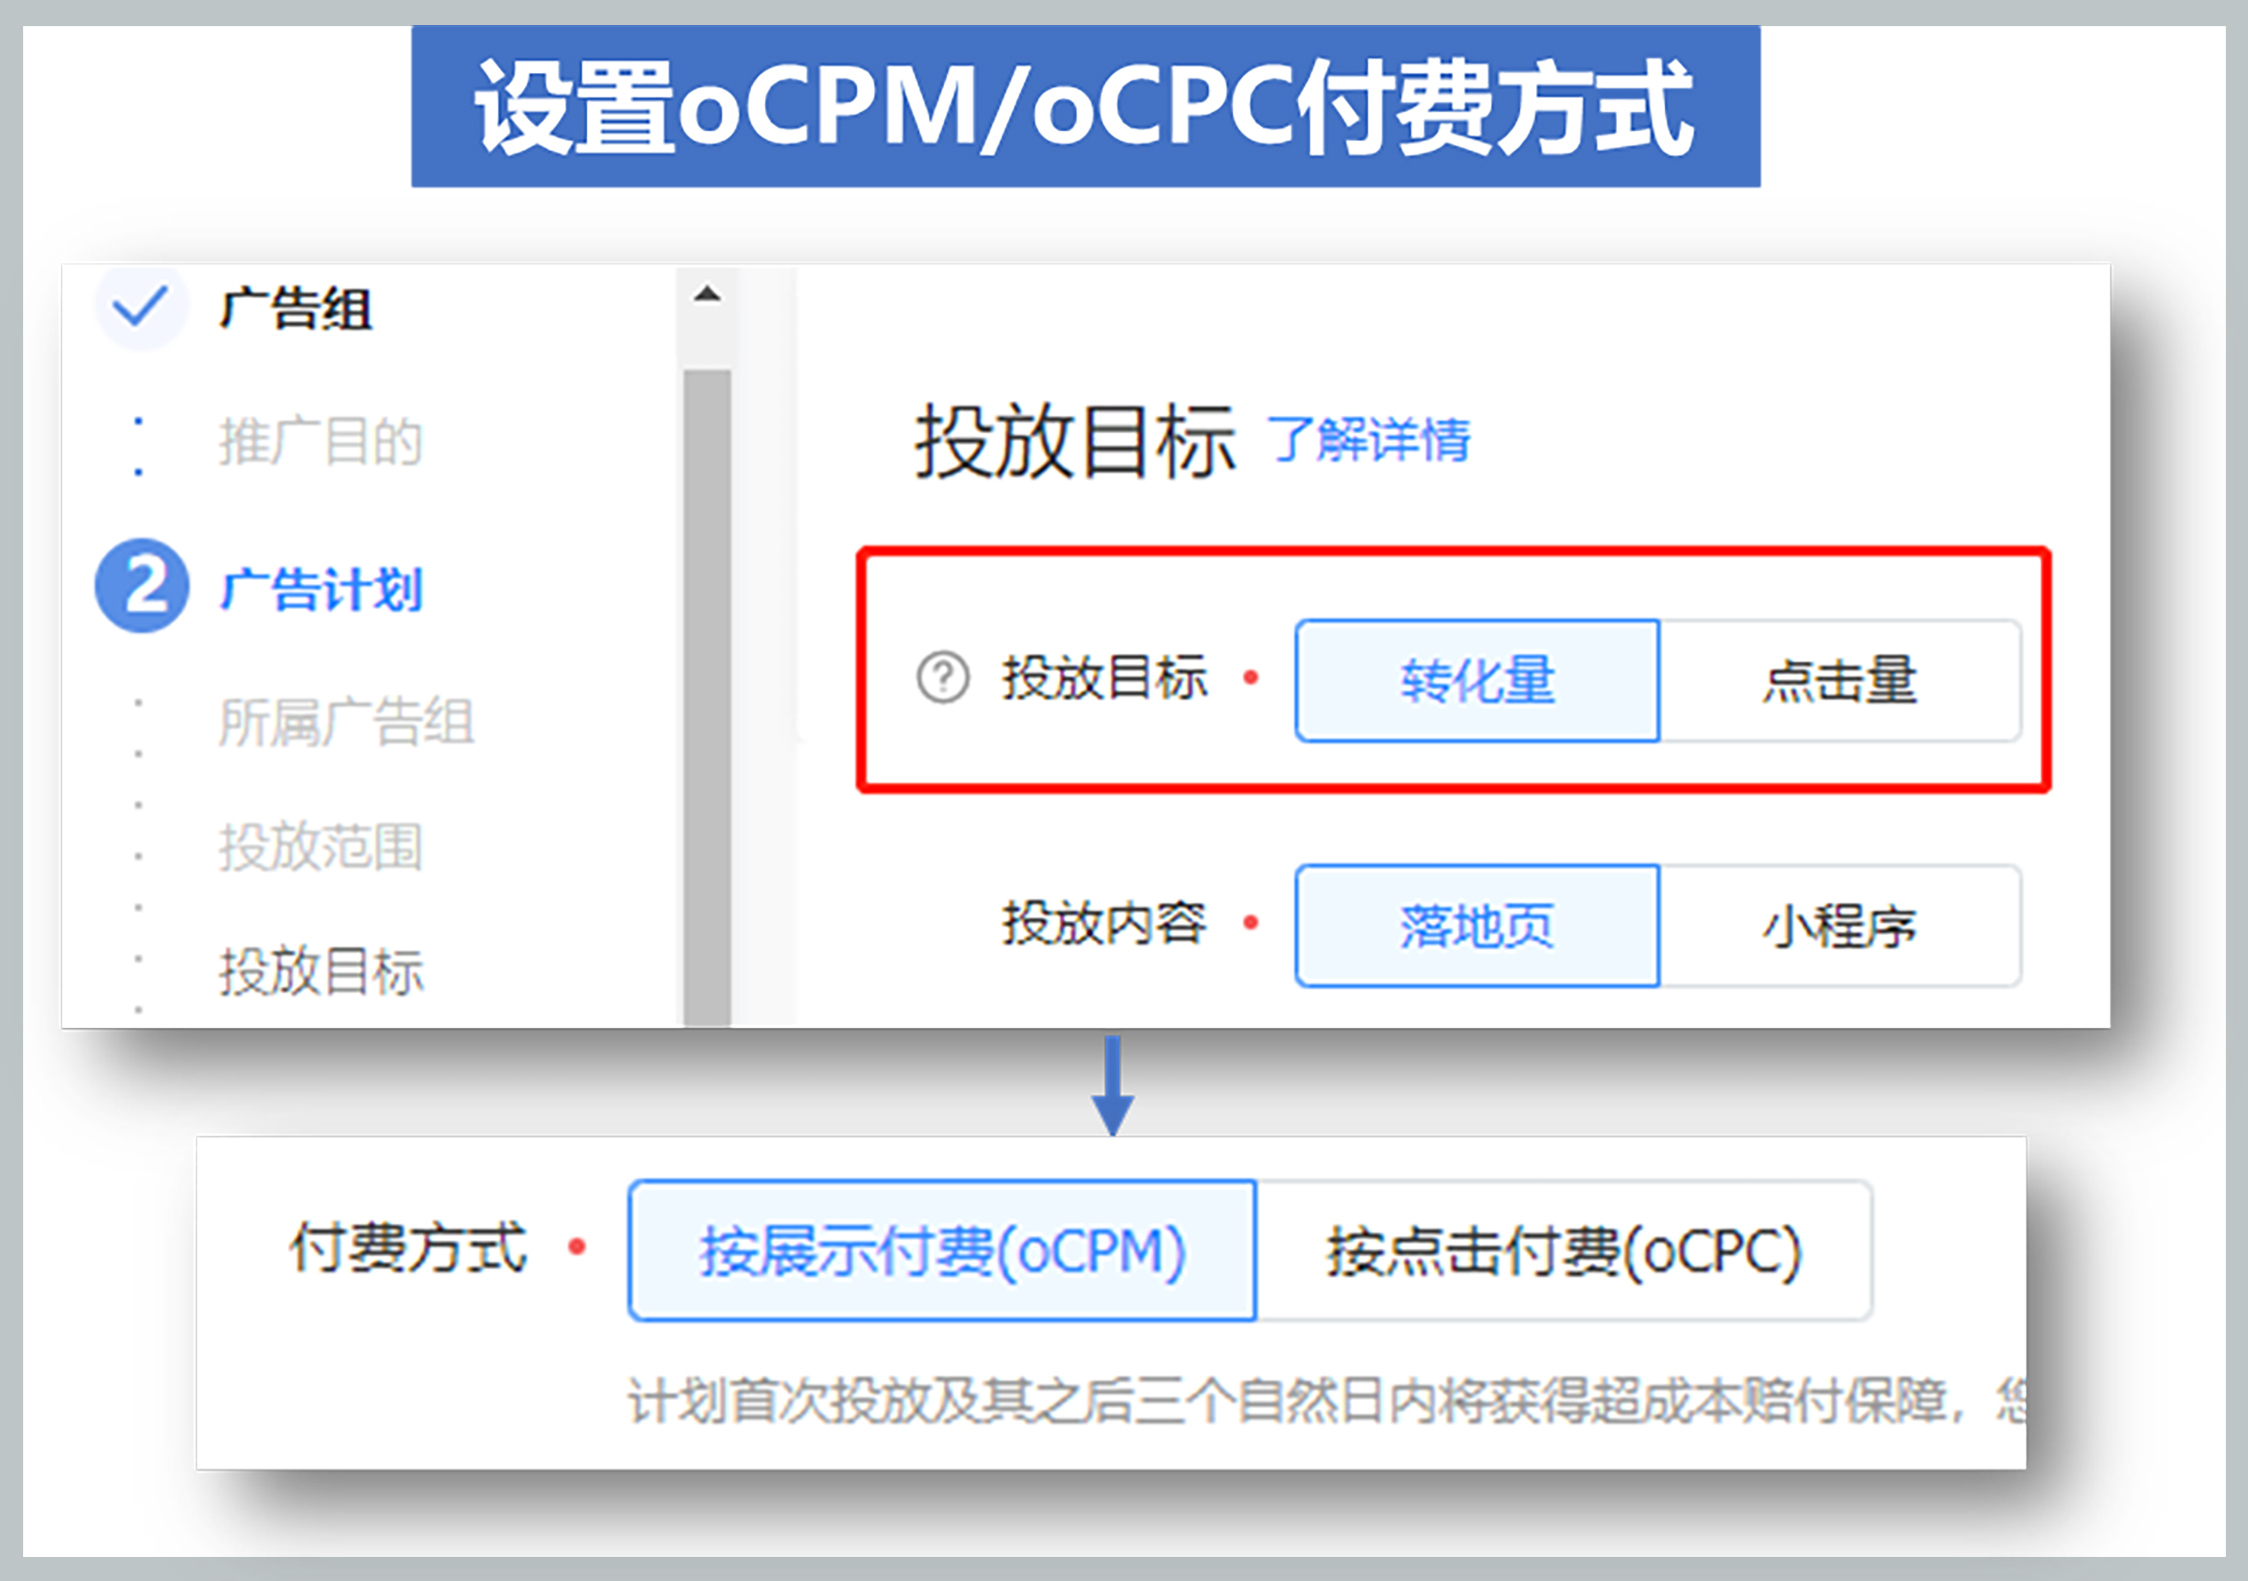 设置oCPM/oCPC付费方式
广告组
推广目的
2 广告计划
所属广告组
投放范围
投放目标
投放目标 了解详情
? 投放目标 转化量 点击量
投放内容 落地页 小程序
付费方式 按展示付费(oCPM) 按点击付费(oCPC)
计划首次投放及其之后三个自然日内将获得超成本赔付保障，您